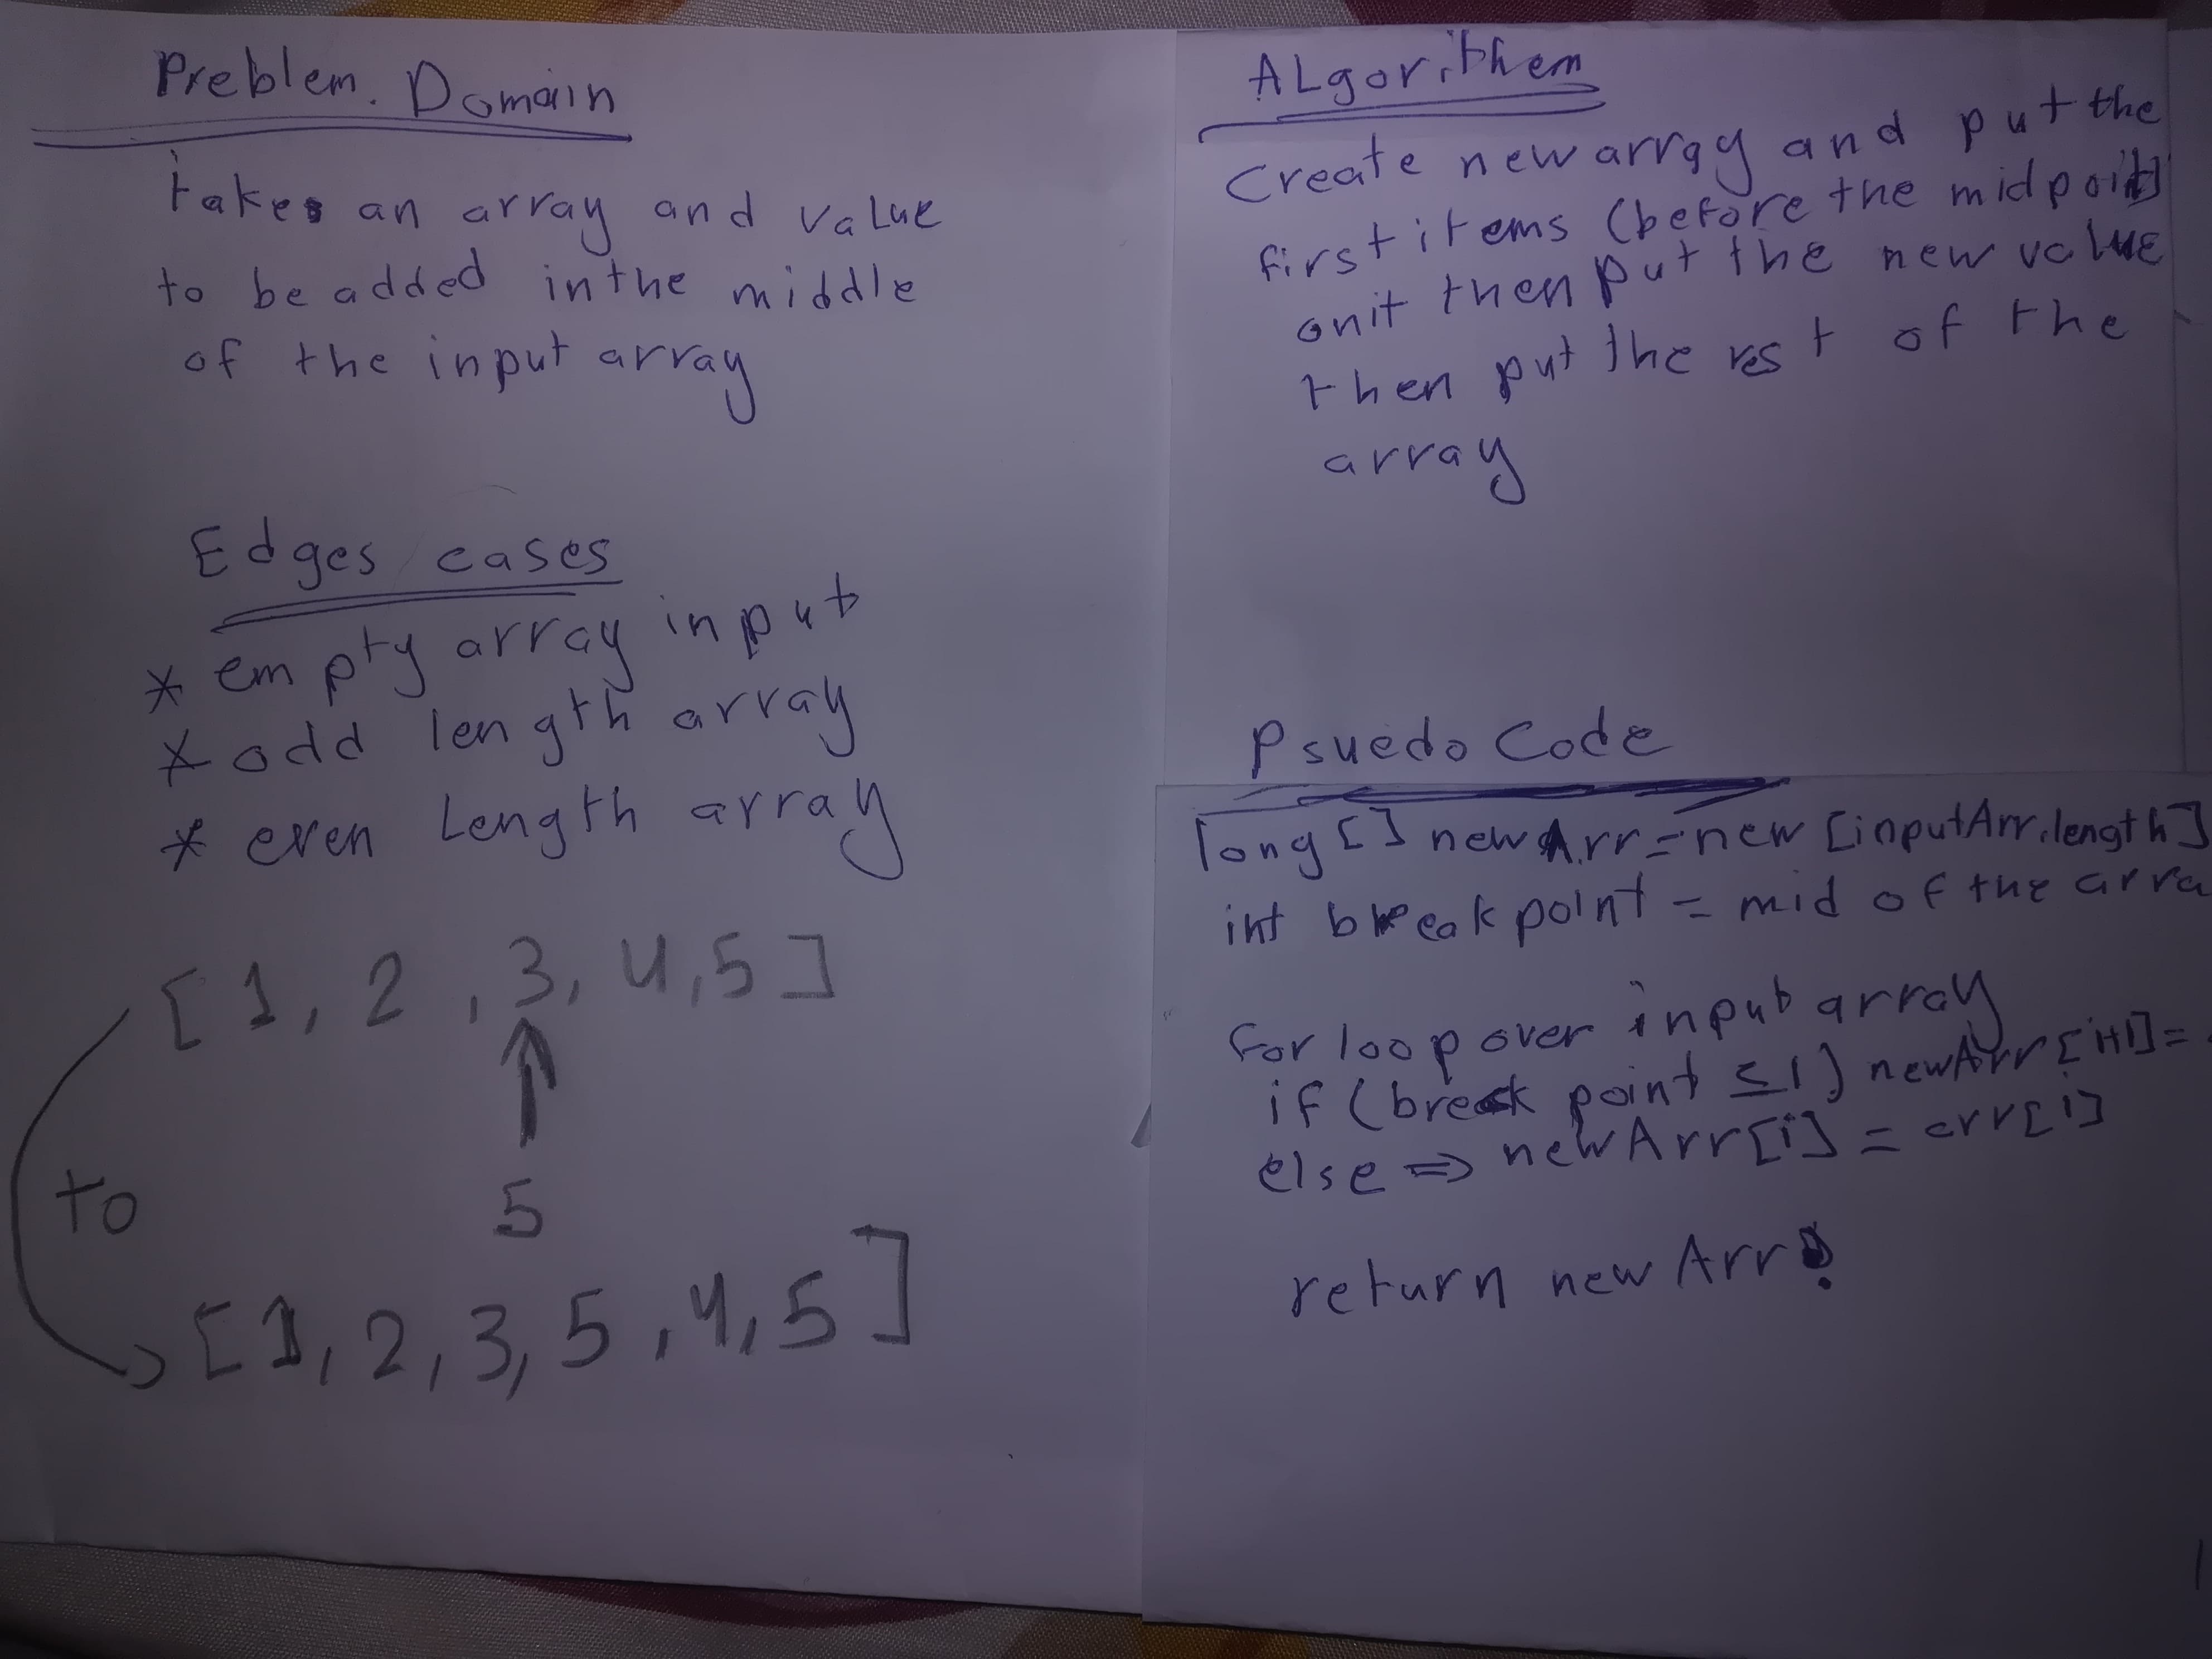 Preblem. Domain
takes an array and value
to be added in the middle
of the input array
Edges cases
* empty array input
* odd length array
* even Length array
[1, 2, 3, 4, 5]
5
to
[1, 2, 3, 5, 4, 5]
ALgorithem
Create new array and put the
first items (before the midpoint)
onit then put the new value
then put the rest of the
array
Psuedo Code
long[] newArr = new [inputArr.length]
int breakpoint = mid of the arra
for loop over input array
if (break point ≤ i) newArr[i+1] =
else => newArr[i] = arr[i]
return newArr;